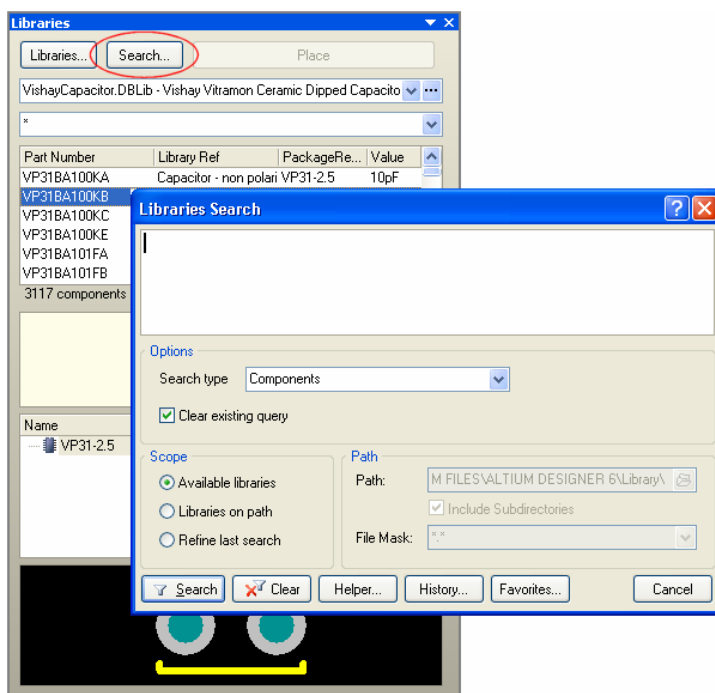 Libraries
Libraries...
Search...
Place
VishayCapacitor.DBLib - Vishay Vitramon Ceramic Dipped Capacito
*
Part Number Library Ref PackageRe... Value
VP31BA100KA Capacitor - non polari VP31-2.5 10pF
VP31BA100KB
VP31BA100KC
VP31BA100KE
VP31BA101FA
VP31BA101FB
3117 components
Name
VP31-2.5
Libraries Search
Options
Search type Components
Clear existing query
Scope
Available libraries
Libraries on path
Refine last search
Path
Path: M FILES\ALTIUM DESIGNER 6\Library\
Include Subdirectories
File Mask: *.*
Search
Clear
Helper...
History...
Favorites...
Cancel